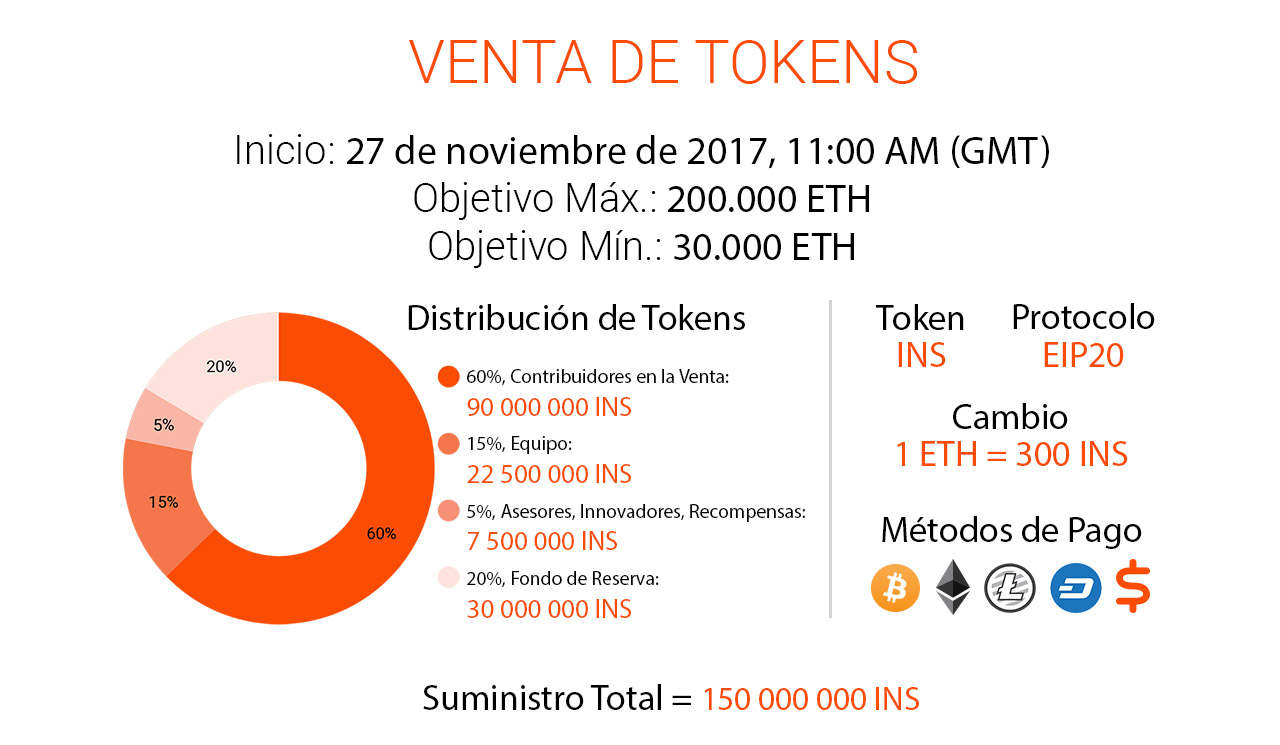 VENTA DE TOKENS
Inicio: 27 de noviembre de 2017, 11:00 AM (GMT)
Objetivo Máx.: 200.000 ETH
Objetivo Mín.: 30.000 ETH
Distribución de Tokens
20%
5%
15%
60%
60%, Contribuidores en la Venta:
90 000 000 INS
15%, Equipo:
22 500 000 INS
5%, Asesores, Innovadores, Recompensas:
7 500 000 INS
20%, Fondo de Reserva:
30 000 000 INS
Token
INS
Protocolo
EIP20
Cambio
1 ETH = 300 INS
Métodos de Pago
Suministro Total = 150 000 000 INS